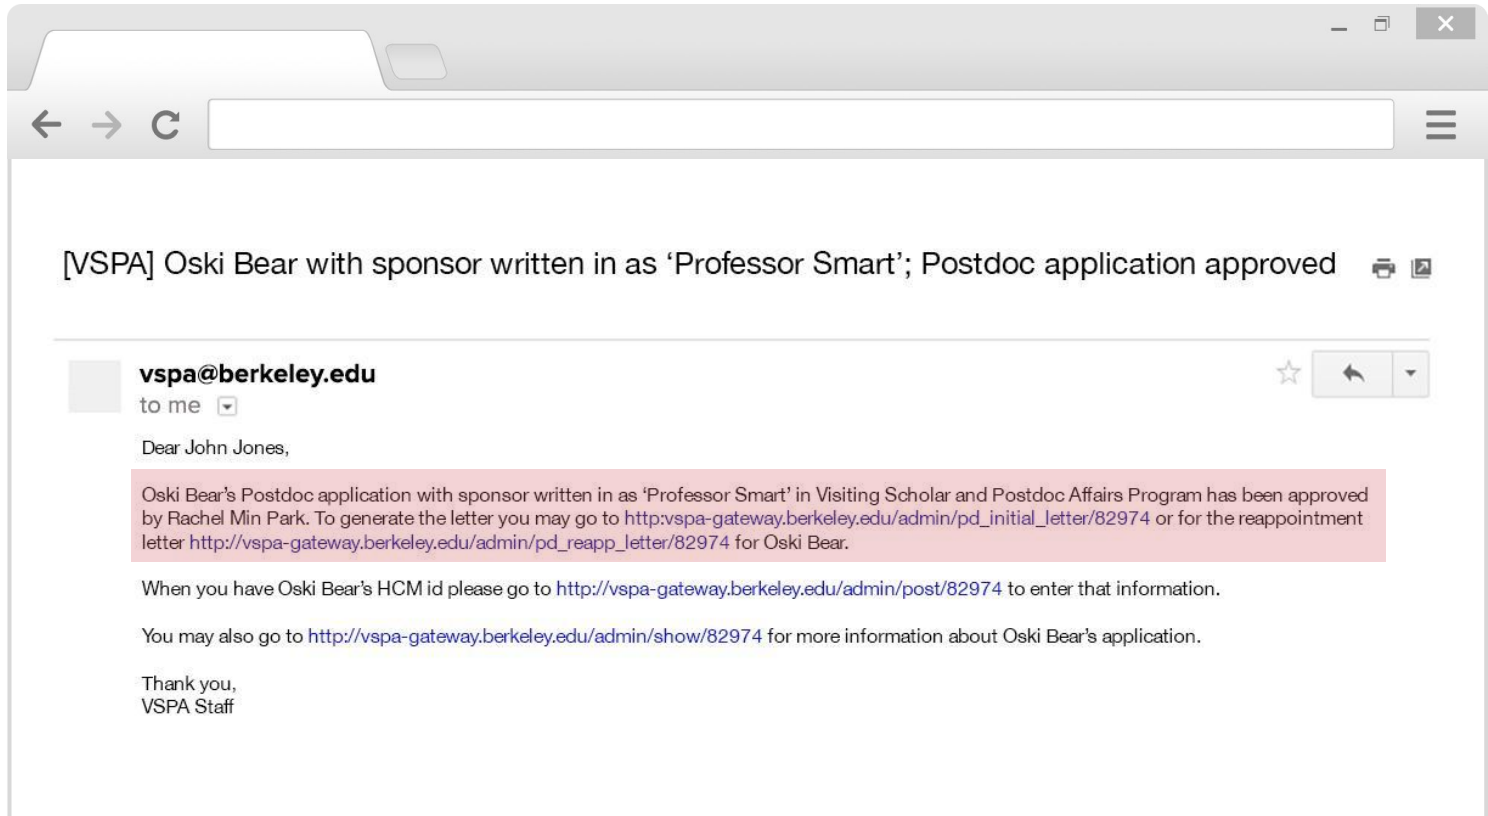 [VSPA] Oski Bear with sponsor written in as ‘Professor Smart’; Postdoc application approved
vspa@berkeley.edu
to me
Dear John Jones,
Oski Bear’s Postdoc application with sponsor written in as ‘Professor Smart’ in Visiting Scholar and Postdoc Affairs Program has been approved
by Rachel Min Park. To generate the letter you may go to http:vspa-gateway.berkeley.edu/admin/pd_initial_letter/82974 or for the reappointment
letter http://vspa-gateway.berkeley.edu/admin/pd_reapp_letter/82974 for Oski Bear.
When you have Oski Bear’s HCM id please go to http://vspa-gateway.berkeley.edu/admin/post/82974 to enter that information.
You may also go to http://vspa-gateway.berkeley.edu/admin/show/82974 for more information about Oski Bear’s application.
Thank you,
VSPA Staff